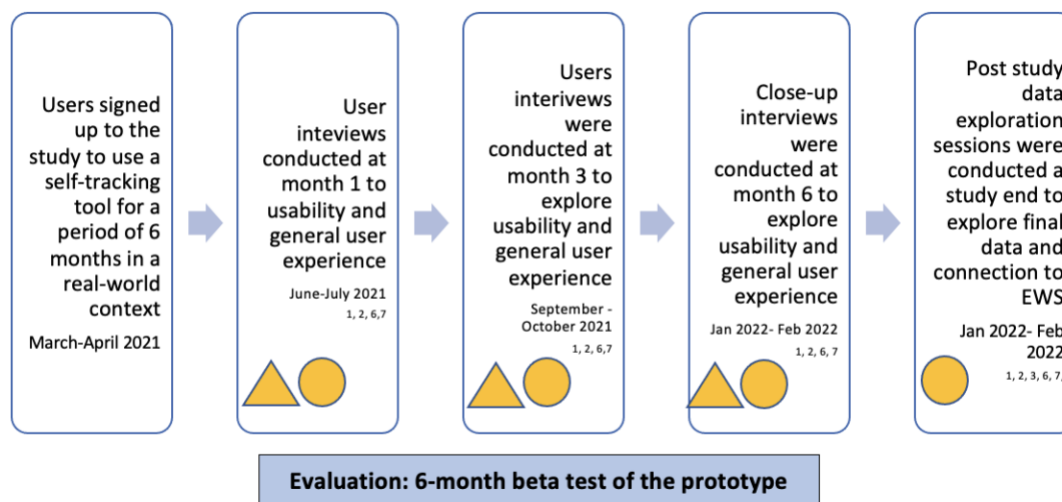 Users signed
up to the
study to use a
self-tracking
tool for a
period of 6
months in a
real-world
context
March-April 2021
User
inteviews
conducted at
month 1 to
usability and
general user
experience
June-July 2021
1, 2, 6,7
Users
interivews
were
conducted at
month 3 to
explore
usability and
general user
experience
September -
October 2021
1, 2, 6,7
Close-up
interviews
were
conducted at
month 6 to
explore
usability and
general user
experience
Jan 2022- Feb 2022
1, 2, 6, 7
Post study
data
exploration
sessions were
conducted a
study end to
explore final
data and
connection to
EWS
Jan 2022- Feb
2022
1, 2, 3, 6, 7,
Evaluation: 6-month beta test of the prototype